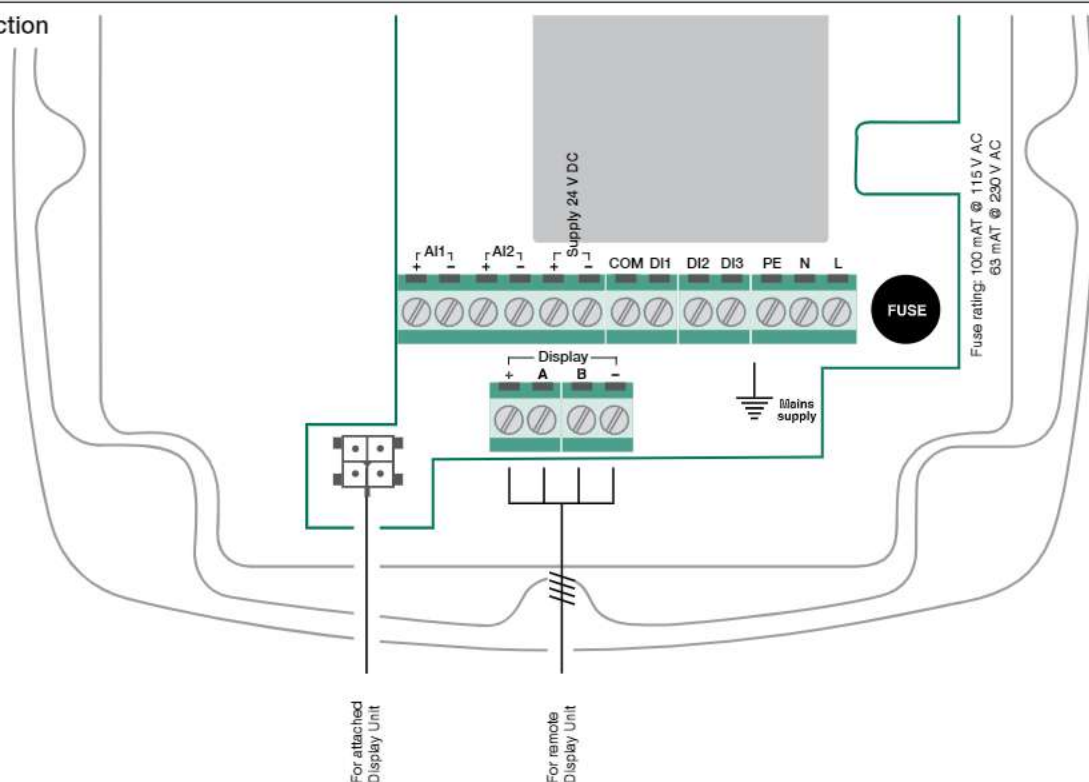 ction
Supply 24 V DC
AI1 AI2
+ − + − + − COM DI1 DI2 DI3 PE N L
FUSE
Fuse rating: 100 mAT @ 115 V AC
63 mAT @ 230 V AC
Display
+ A B −
Mains
supply
For attached
Display Unit
For remote
Display Unit